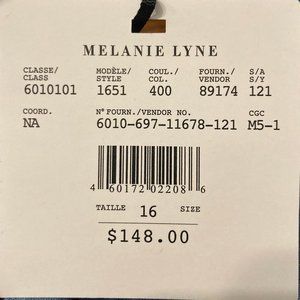 MELANIE LYNE
CLASSE/ MODÈLE/ COUL./ FOURN./ S/A
CLASS STYLE COL. VENDOR S/Y
6010101 1651 400 89174 121
COORD. N° FOURN./VENDOR NO. CGC
NA 6010-697-11678-121 M5-1
4 60172 02208 6
TAILLE 16 SIZE
$148.00